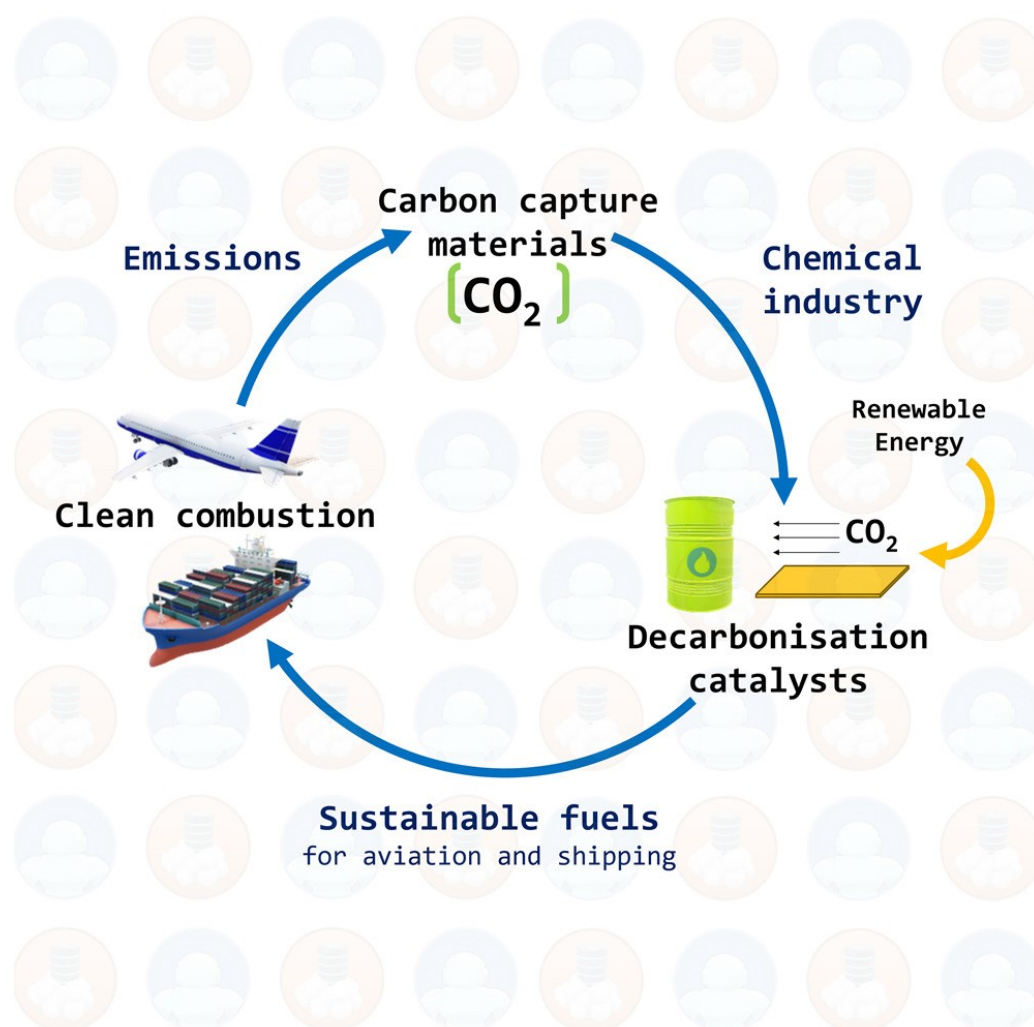 Carbon capture
materials
[CO₂]
Emissions
Chemical
industry
Renewable
Energy
Clean combustion
CO₂
Decarbonisation
catalysts
Sustainable fuels
for aviation and shipping